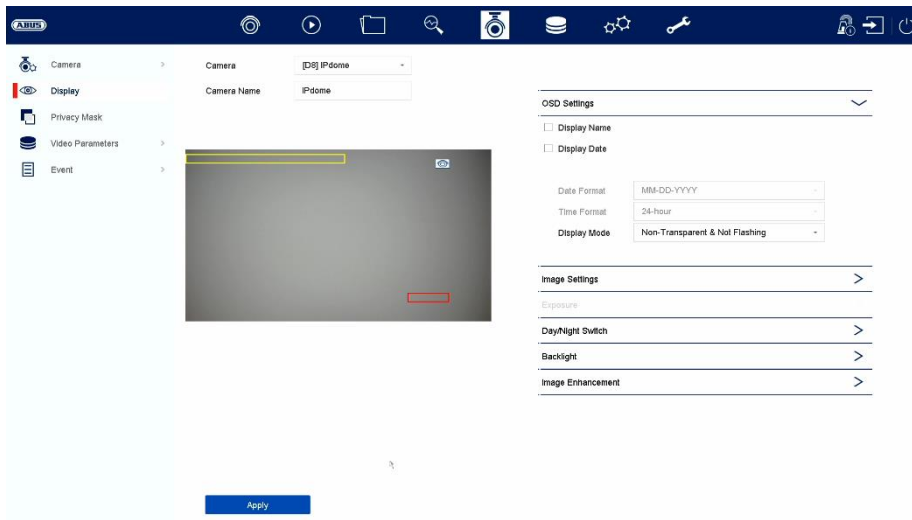 ABUS
Camera
Display
Privacy Mask
Video Parameters
Event
Camera
[D8] IPdome
Camera Name
IPdome
OSD Settings
Display Name
Display Date
Date Format
MM-DD-YYYY
Time Format
24-hour
Display Mode
Non-Transparent & Not Flashing
Image Settings
Exposure
Day/Night Switch
Backlight
Image Enhancement
Apply